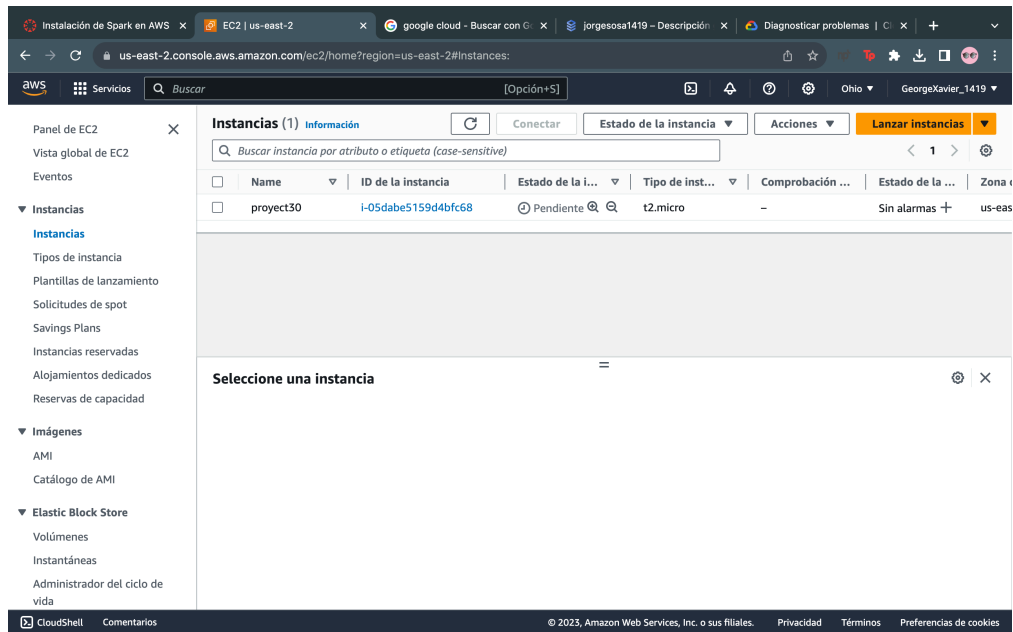 Instalación de Spark en AWS
EC2 | us-east-2
google cloud - Buscar con Go
jorgesosa1419 – Descripción
Diagnosticar problemas | Cl
us-east-2.console.aws.amazon.com/ec2/home?region=us-east-2#Instances:
Tp
aws Servicios Buscar [Opción+S] Ohio GeorgeXavier_1419
Panel de EC2
Vista global de EC2
Eventos
Instancias
Instancias
Tipos de instancia
Plantillas de lanzamiento
Solicitudes de spot
Savings Plans
Instancias reservadas
Alojamientos dedicados
Reservas de capacidad
Imágenes
AMI
Catálogo de AMI
Elastic Block Store
Volúmenes
Instantáneas
Administrador del ciclo de
vida
Instancias (1) Información Conectar Estado de la instancia Acciones Lanzar instancias
Buscar instancia por atributo o etiqueta (case-sensitive) 1
Name ID de la instancia Estado de la i... Tipo de inst... Comprobación ... Estado de la ... Zona
proyect30 i-05dabe5159d4bfc68 Pendiente t2.micro – Sin alarmas us-eas
Seleccione una instancia
CloudShell Comentarios © 2023, Amazon Web Services, Inc. o sus filiales. Privacidad Términos Preferencias de cookies